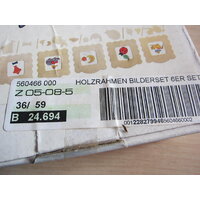 560466 000 HOLZRAHMEN BILDERSET 6ER SET
Z 05-08-5
36/ 59
B 24.694